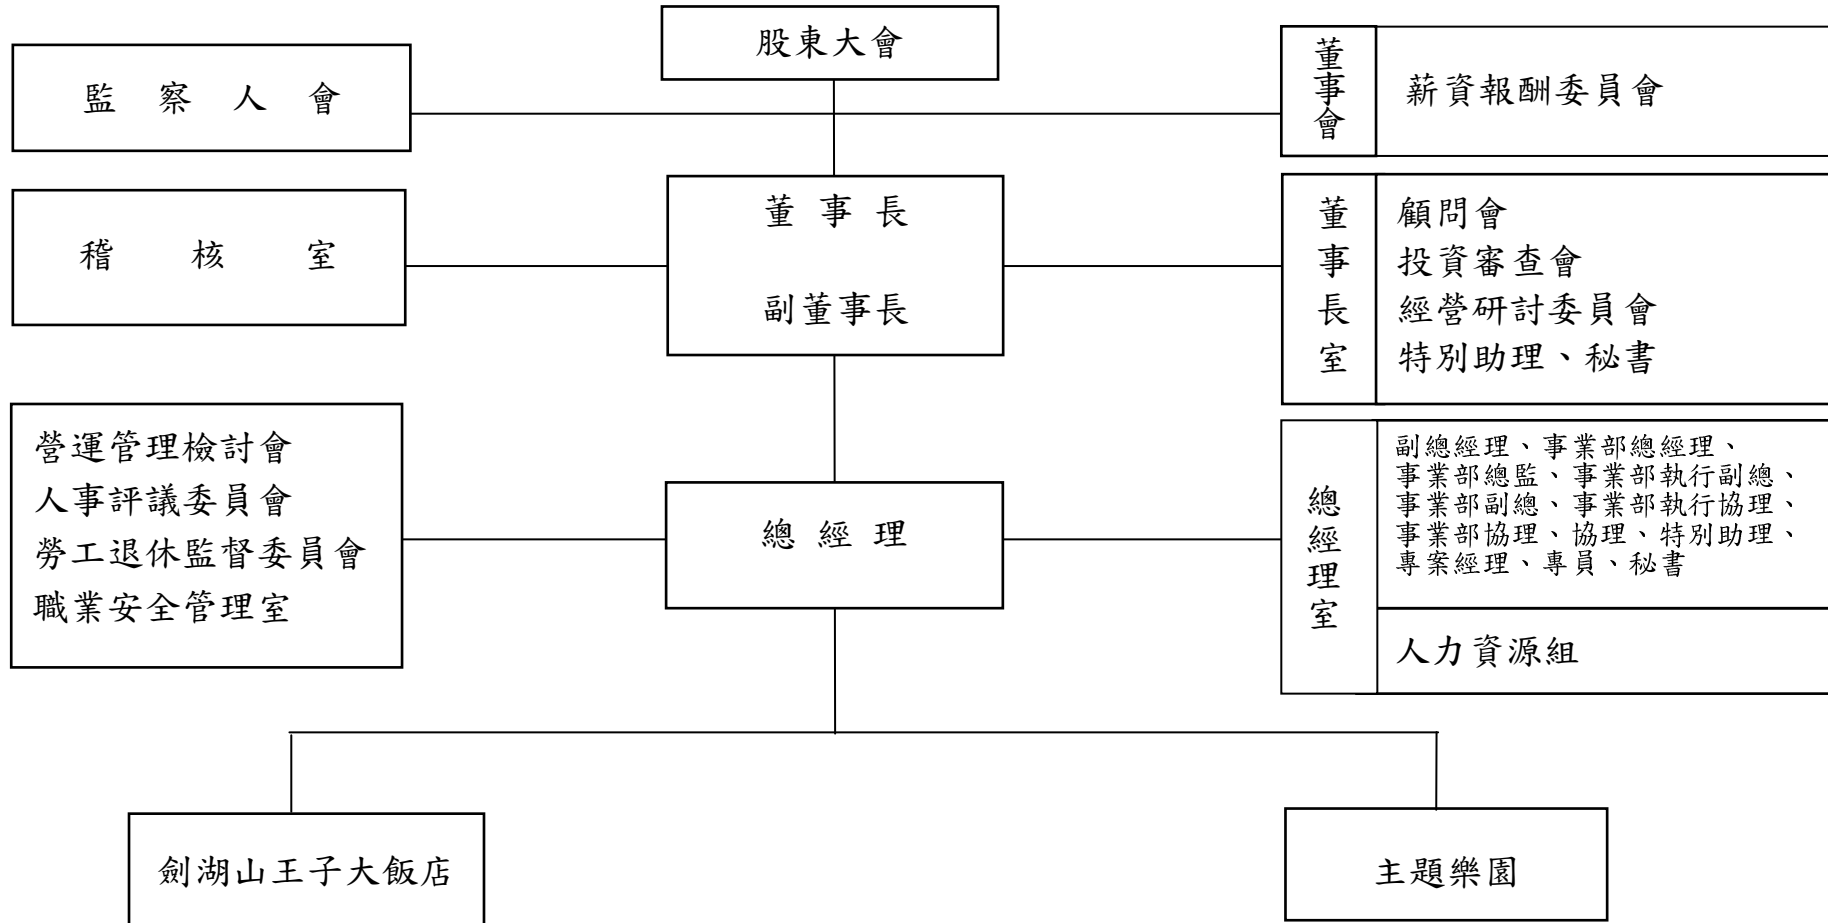 股東大會
監察人會
董事會
薪資報酬委員會
稽核室
董事長
副董事長
董事長室
顧問會
投資審查會
經營研討委員會
特別助理、秘書
營運管理檢討會
人事評議委員會
勞工退休監督委員會
職業安全管理室
總經理
總經理室
副總經理、事業部總經理、
事業部總監、事業部執行副總、
事業部副總、事業部執行協理、
事業部協理、協理、特別助理、
專案經理、專員、秘書
人力資源組
劍湖山王子大飯店
主題樂園